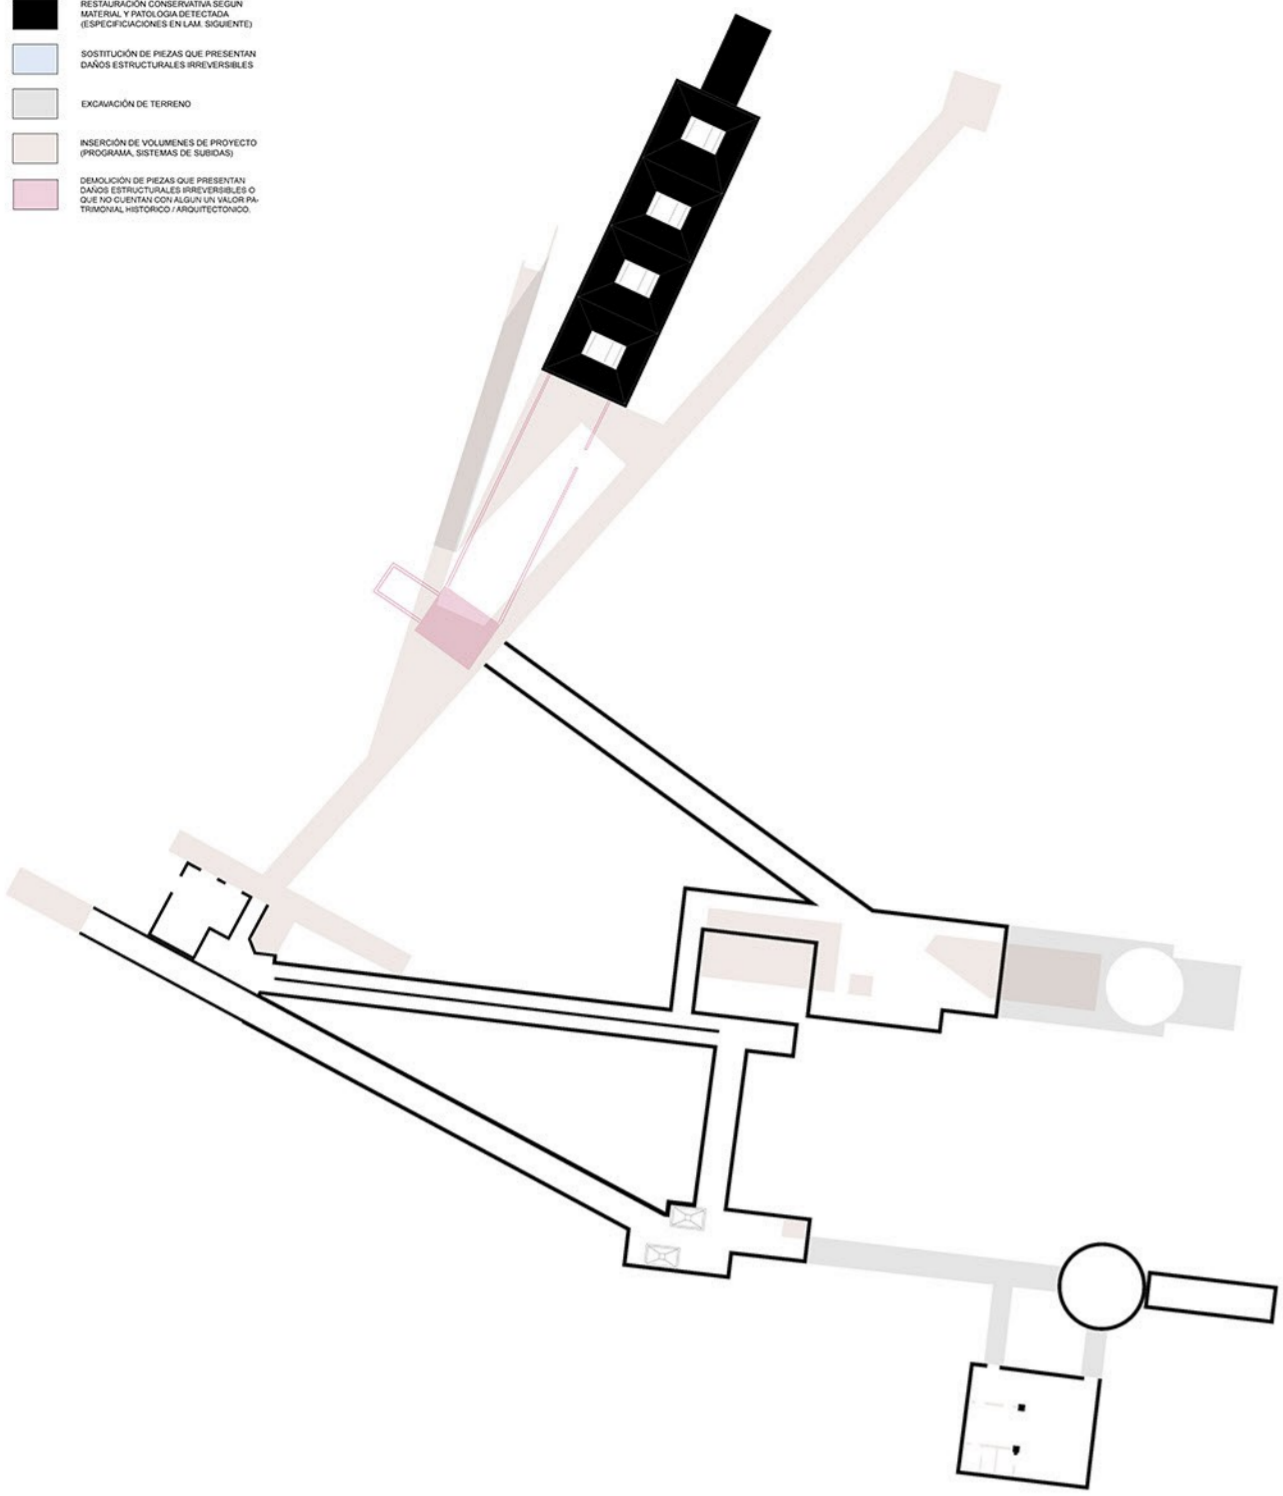 RESTAURACIÓN CONSERVATIVA SEGÚN
MATERIAL Y PATOLOGIA DETECTADA
(ESPECIFICIACIONES EN LAM. SIGUIENTE)
SOSTITUCIÓN DE PIEZAS QUE PRESENTAN
DAÑOS ESTRUCTURALES IRREVERSIBLES
EXCAVACIÓN DE TERRENO
INSERCIÓN DE VOLUMENES DE PROYECTO
(PROGRAMA, SISTEMAS DE SUBIDAS)
DEMOLICIÓN DE PIEZAS QUE PRESENTAN
DAÑOS ESTRUCTURALES IRREVERSIBLES O
QUE NO CUENTAN CON ALGUN UN VALOR PA-
TRIMONIAL HISTORICO / ARQUITECTONICO.